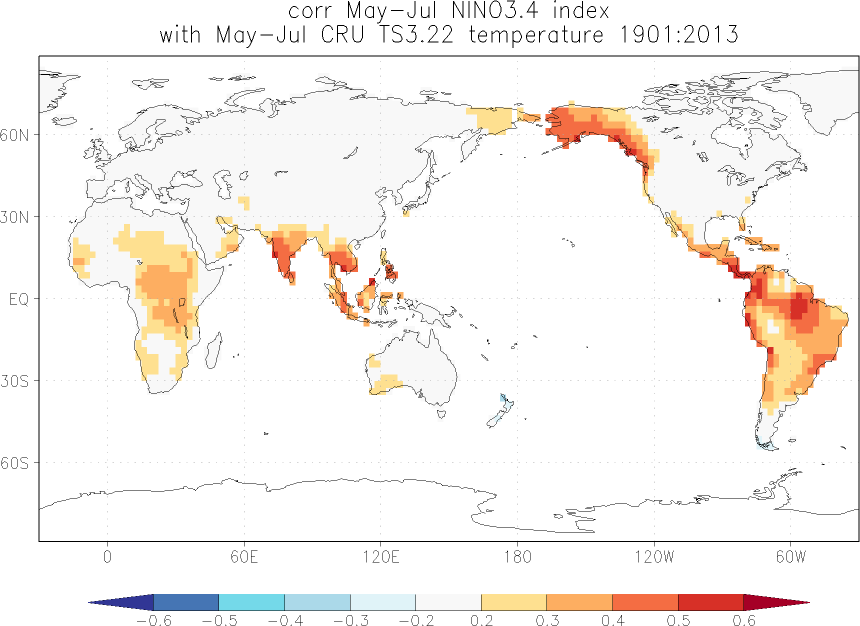 corr May-Jul NINO3.4 index
with May-Jul CRU TS3.22 temperature 1901:2013
60N
30N
EQ
30S
60S
0 60E 120E 180 120W 60W
-0.6 -0.5 -0.4 -0.3 -0.2 0.2 0.3 0.4 0.5 0.6